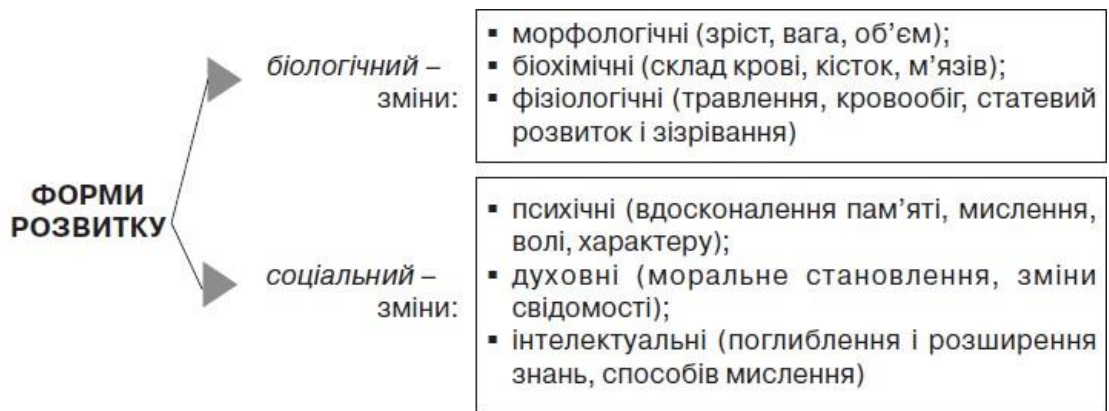 ФОРМИ
РОЗВИТКУ
біологічний –
зміни:
▪ морфологічні (зріст, вага, об’єм);
▪ біохімічні (склад крові, кісток, м’язів);
▪ фізіологічні (травлення, кровообіг, статевий
розвиток і зізрівання)
соціальний –
зміни:
▪ психічні (вдосконалення пам’яті, мислення,
волі, характеру);
▪ духовні (моральне становлення, зміни
свідомості);
▪ інтелектуальні (поглиблення і розширення
знань, способів мислення)